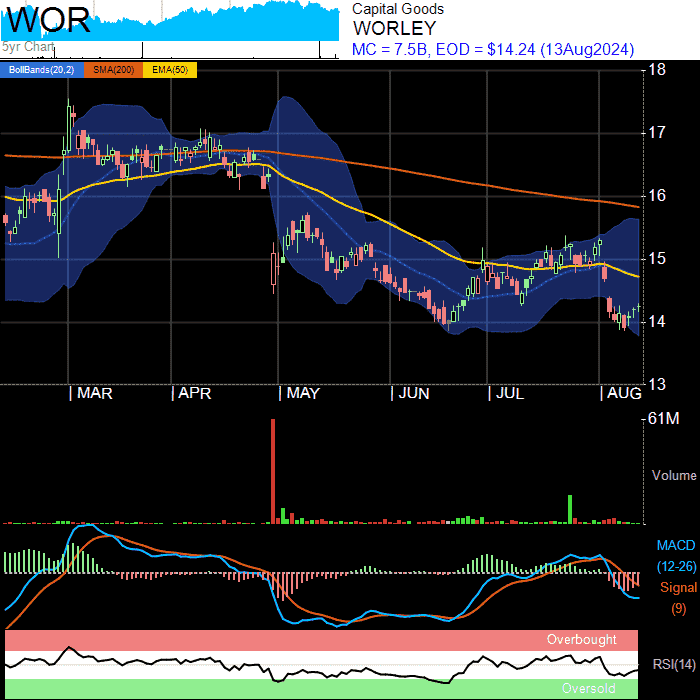 WOR
5yr Chart
Capital Goods
WORLEY
MC = 7.5B, EOD = $14.24 (13Aug2024)
BollBands(20,2) SMA(200) EMA(50)
18
17
16
15
14
13
MAR APR MAY JUN JUL AUG
61M
Volume
MACD
(12-26)
Signal
(9)
Overbought
RSI(14)
Oversold